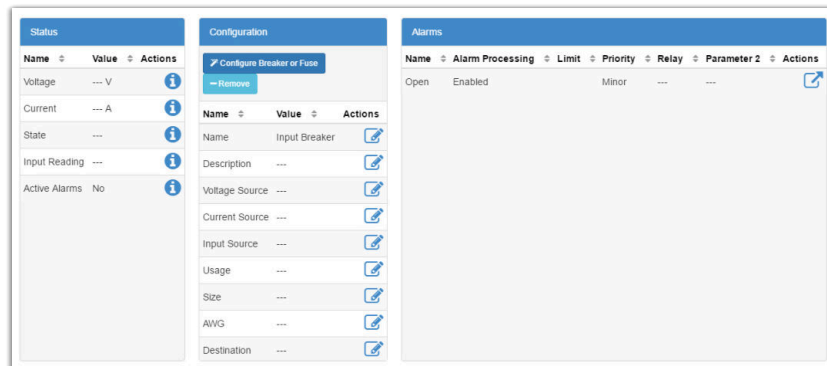 Status
Name Value Actions
Voltage --- V
Current --- A
State ---
Input Reading ---
Active Alarms No
Configuration
Configure Breaker or Fuse
Remove
Name Value Actions
Name Input Breaker
Description ---
Voltage Source ---
Current Source ---
Input Source ---
Usage ---
Size ---
AWG ---
Destination ---
Alarms
Name Alarm Processing Limit Priority Relay Parameter 2 Actions
Open Enabled Minor --- ---